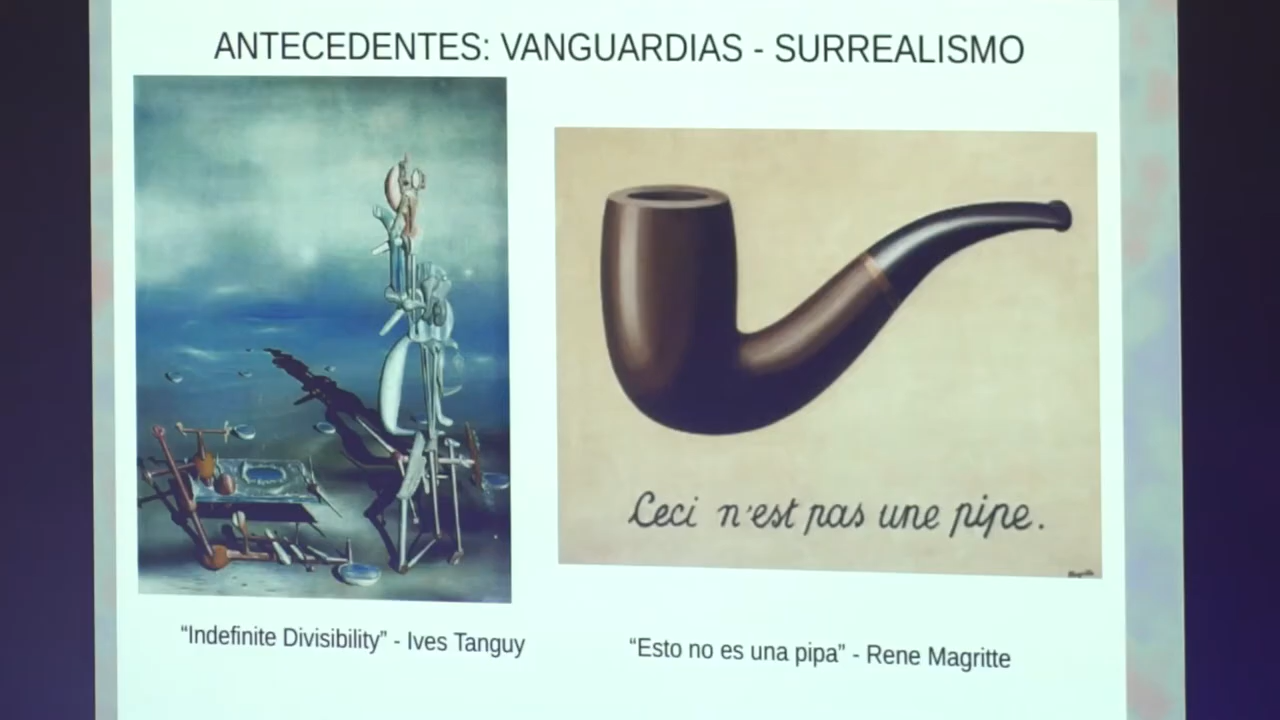 ANTECEDENTES: VANGUARDIAS - SURREALISMO
Ceci n'est pas une pipe.
Magritte
“Indefinite Divisibility” - Ives Tanguy
“Esto no es una pipa” - Rene Magritte